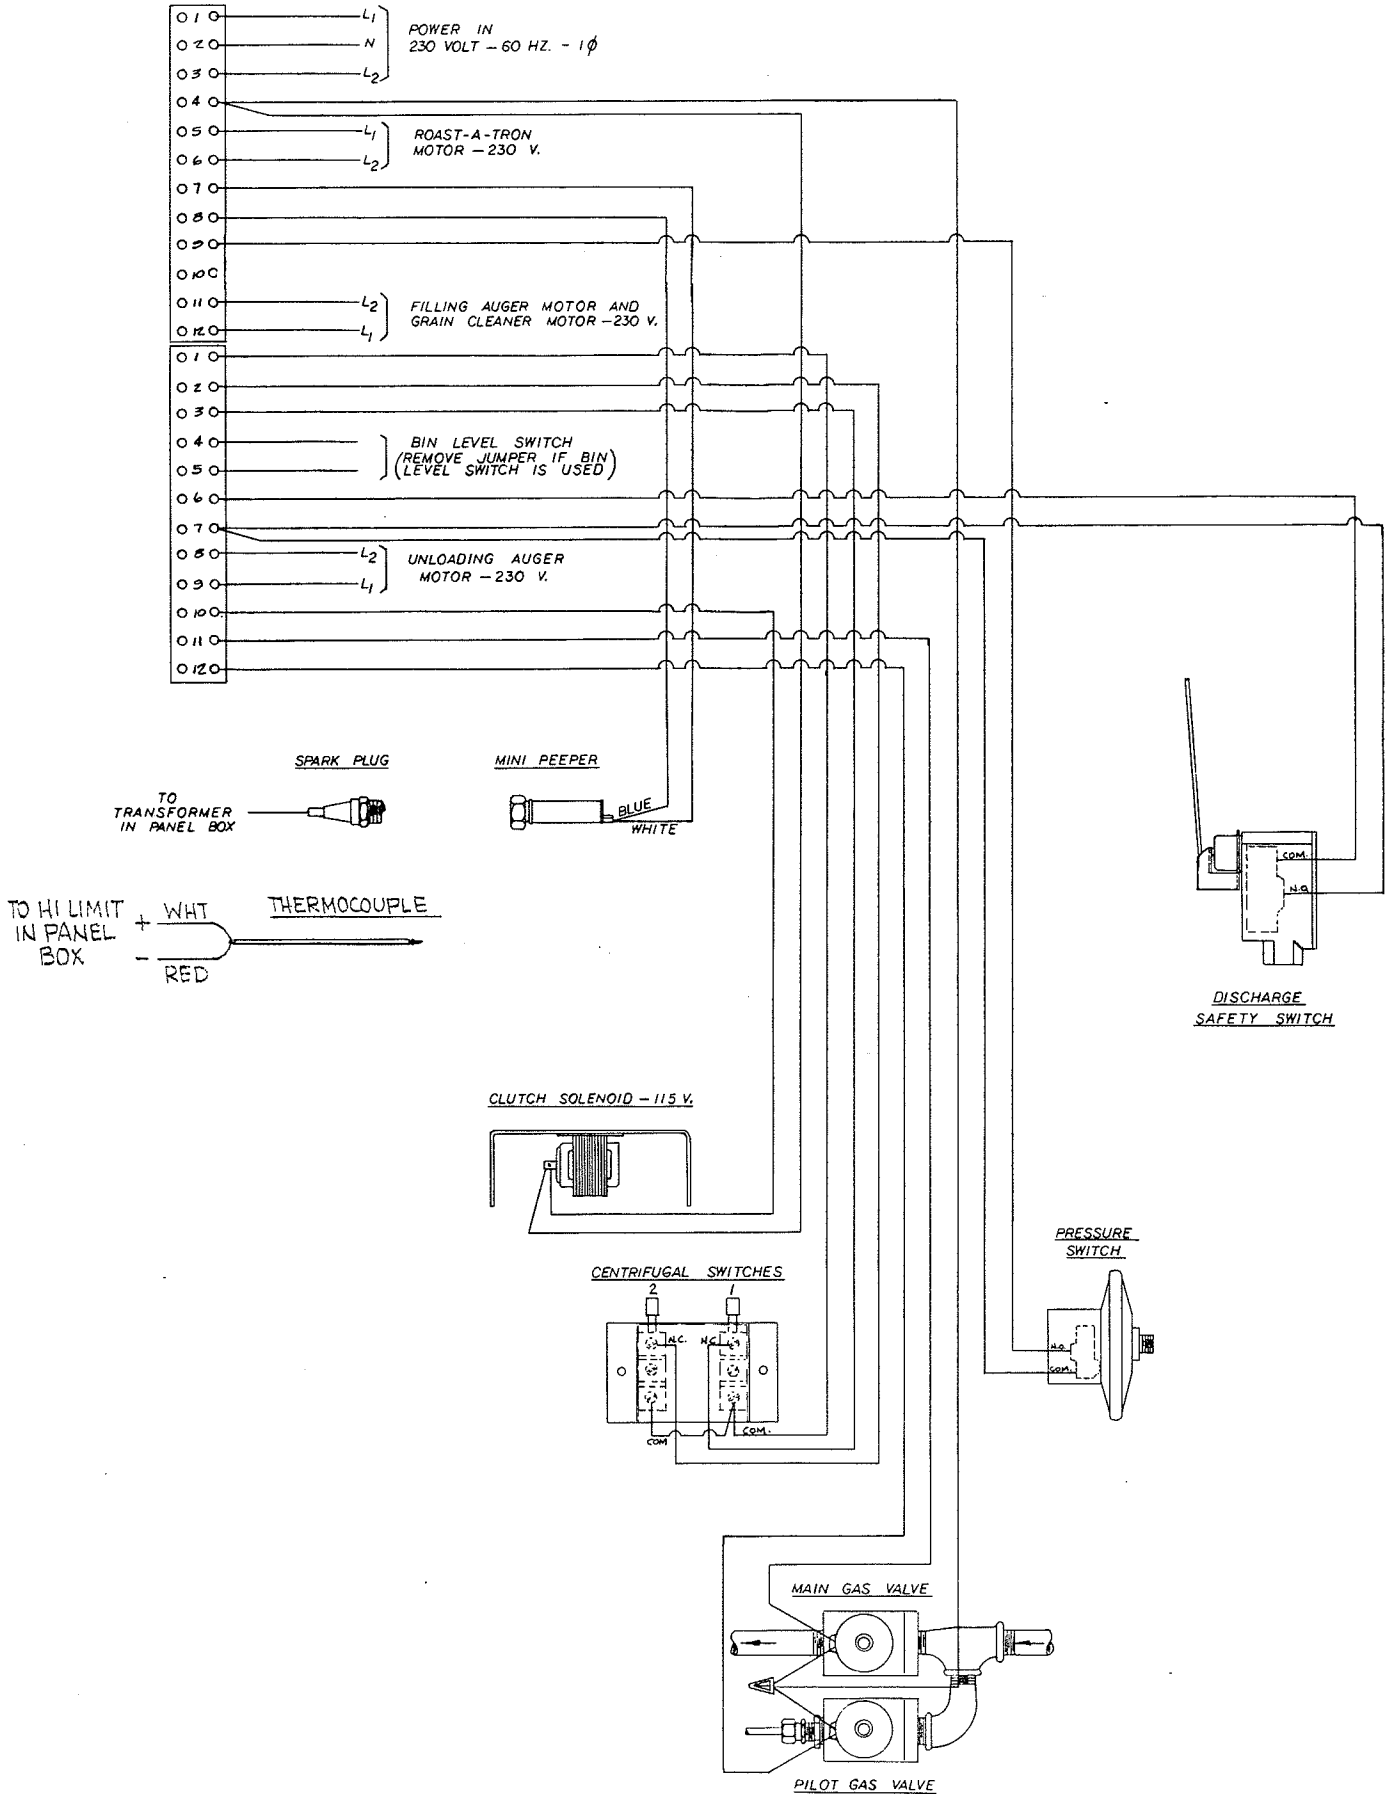 1 L1
POWER IN
2 N
230 VOLT – 60 HZ. – 1ϕ
3 L2
4
5 L1
ROAST-A-TRON
MOTOR – 230 V.
6 L2
7
8
9
10
11 L2
FILLING AUGER MOTOR AND
GRAIN CLEANER MOTOR – 230 V.
12 L1
1
2
3
4
BIN LEVEL SWITCH
(REMOVE JUMPER IF BIN
LEVEL SWITCH IS USED)
5
6
7
8 L2
UNLOADING AUGER
MOTOR – 230 V.
9 L1
10
11
12
SPARK PLUG
TO
TRANSFORMER
IN PANEL BOX
MINI PEEPER
BLUE
WHITE
TO HI LIMIT
IN PANEL
BOX
+ WHT
- RED
THERMOCOUPLE
COM.
N.O.
DISCHARGE
SAFETY SWITCH
CLUTCH SOLENOID – 115 V.
CENTRIFUGAL SWITCHES
2 1
N.C. N.C.
COM COM.
PRESSURE
SWITCH
N.O.
COM.
MAIN GAS VALVE
PILOT GAS VALVE